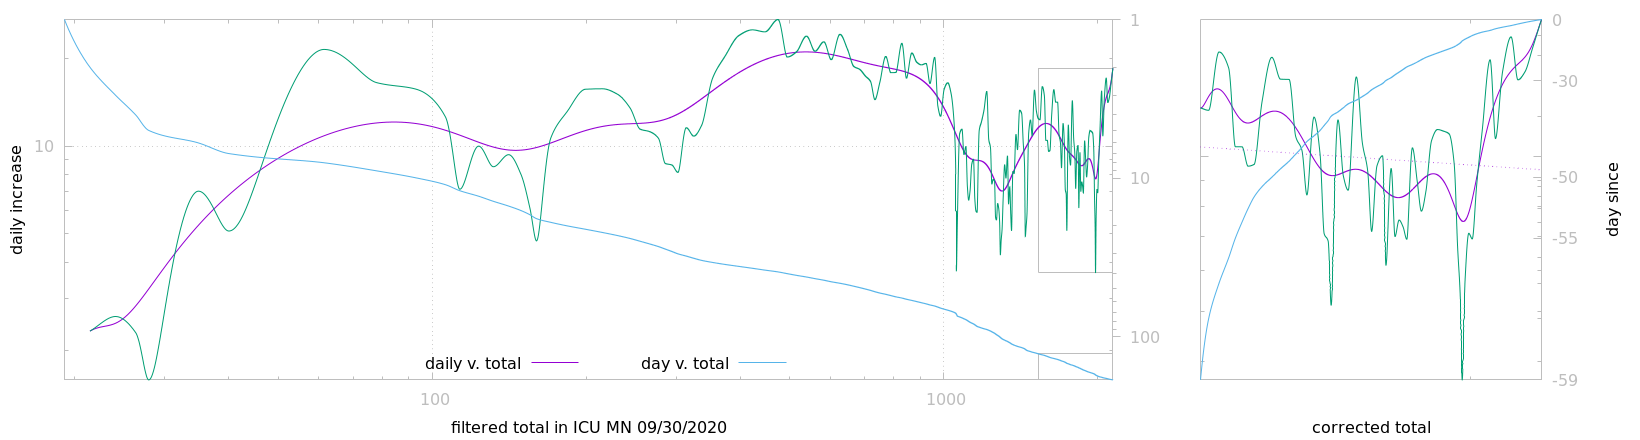 daily increase
10
daily v. total
day v. total
100
1000
filtered total in ICU MN 09/30/2020
1
10
100
0
-30
-50
-55
-59
day since
corrected total